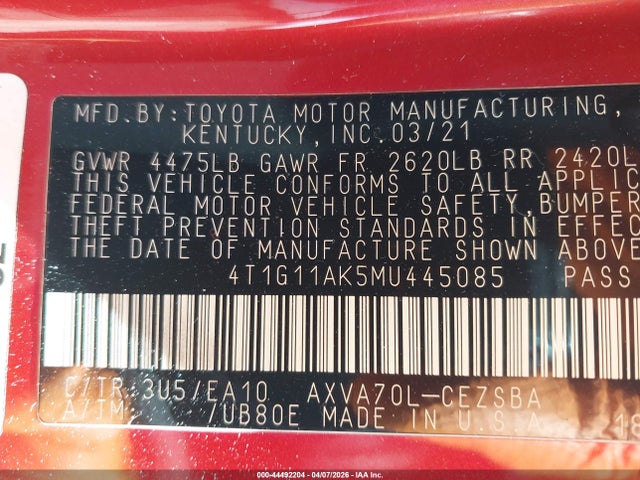 MFD.BY:TOYOTA MOTOR MANUFACTURING,
KENTUCKY,INC.03/21
GVWR 4475LB GAWR FR 2620LB RR 2420L
THIS VEHICLE CONFORMS TO ALL APPLIC
FEDERAL MOTOR VEHICLE SAFETY,BUMPER
THEFT PREVENTION STANDARDS IN EFFEC
THE DATE OF MANUFACTURE SHOWN ABOVE
4T1G11AK5MU445085 PASS
C/TR 3U5/EA10 AXVA70L-CEZSBA
A/TM /UB80E MADE IN U.S.A. 18
000-44492204 - 04/07/2026 - IAA Inc.